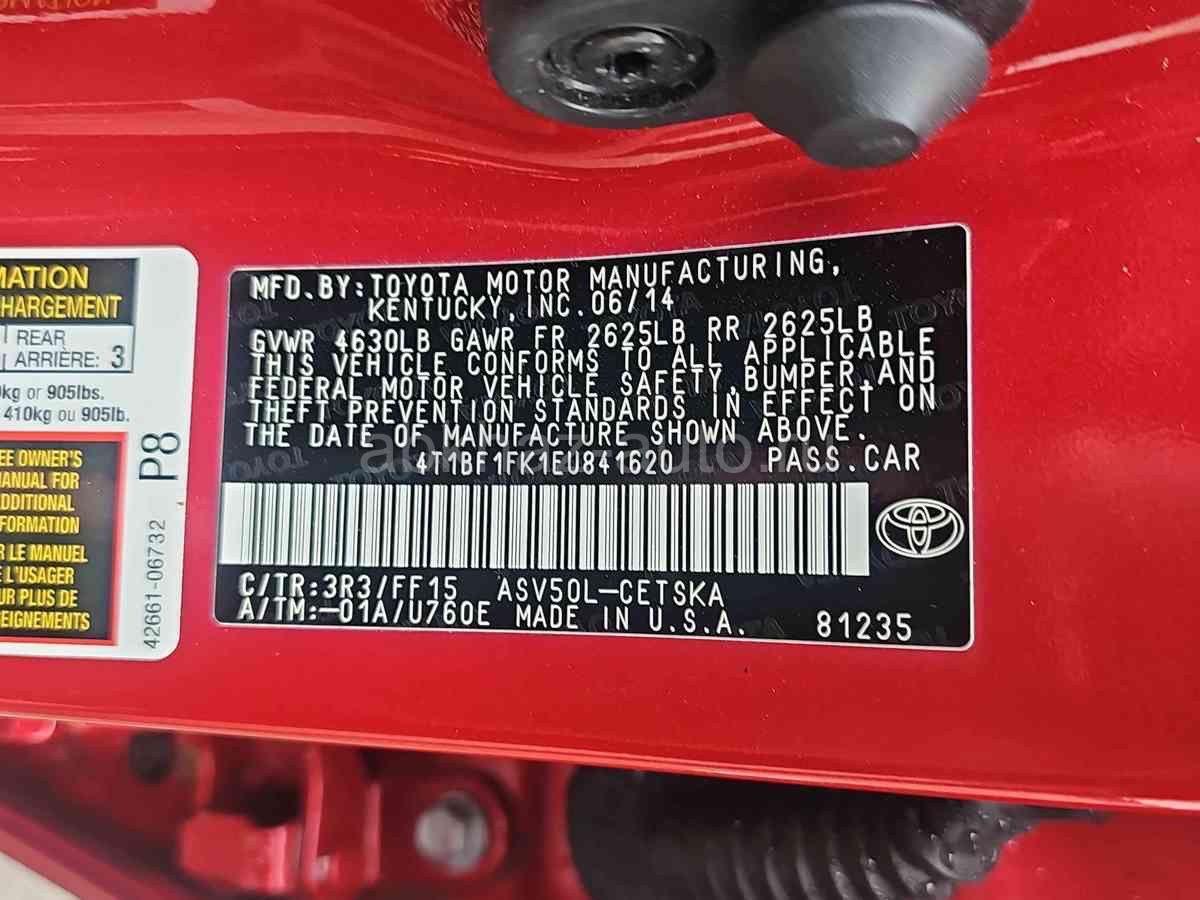 MATION
HARGEMENT
REAR
ARRIÈRE: 3
kg or 905lbs.
410kg ou 905lb.
EE OWNER'S
MANUAL FOR
DDITIONAL
FORMATION
R LE MANUEL
L'USAGER
UR PLUS DE
EIGNEMENTS
P8
42661-06732
MFD.BY:TOYOTA MOTOR MANUFACTURING,
KENTUCKY, INC.06/14
GVWR 4630LB GAWR FR 2625LB RR 2625LB
THIS VEHICLE CONFORMS TO ALL APPLICABLE
FEDERAL MOTOR VEHICLE SAFETY,BUMPER,AND
THEFT PREVENTION STANDARDS IN EFFECT ON
THE DATE OF MANUFACTURE SHOWN ABOVE.
4T1BF1FK1EU841620 PASS.CAR
C/TR:3R3/FF15 ASV50L-CETSKA
A/TM:-01A/U760E MADE IN U.S.A. 81235